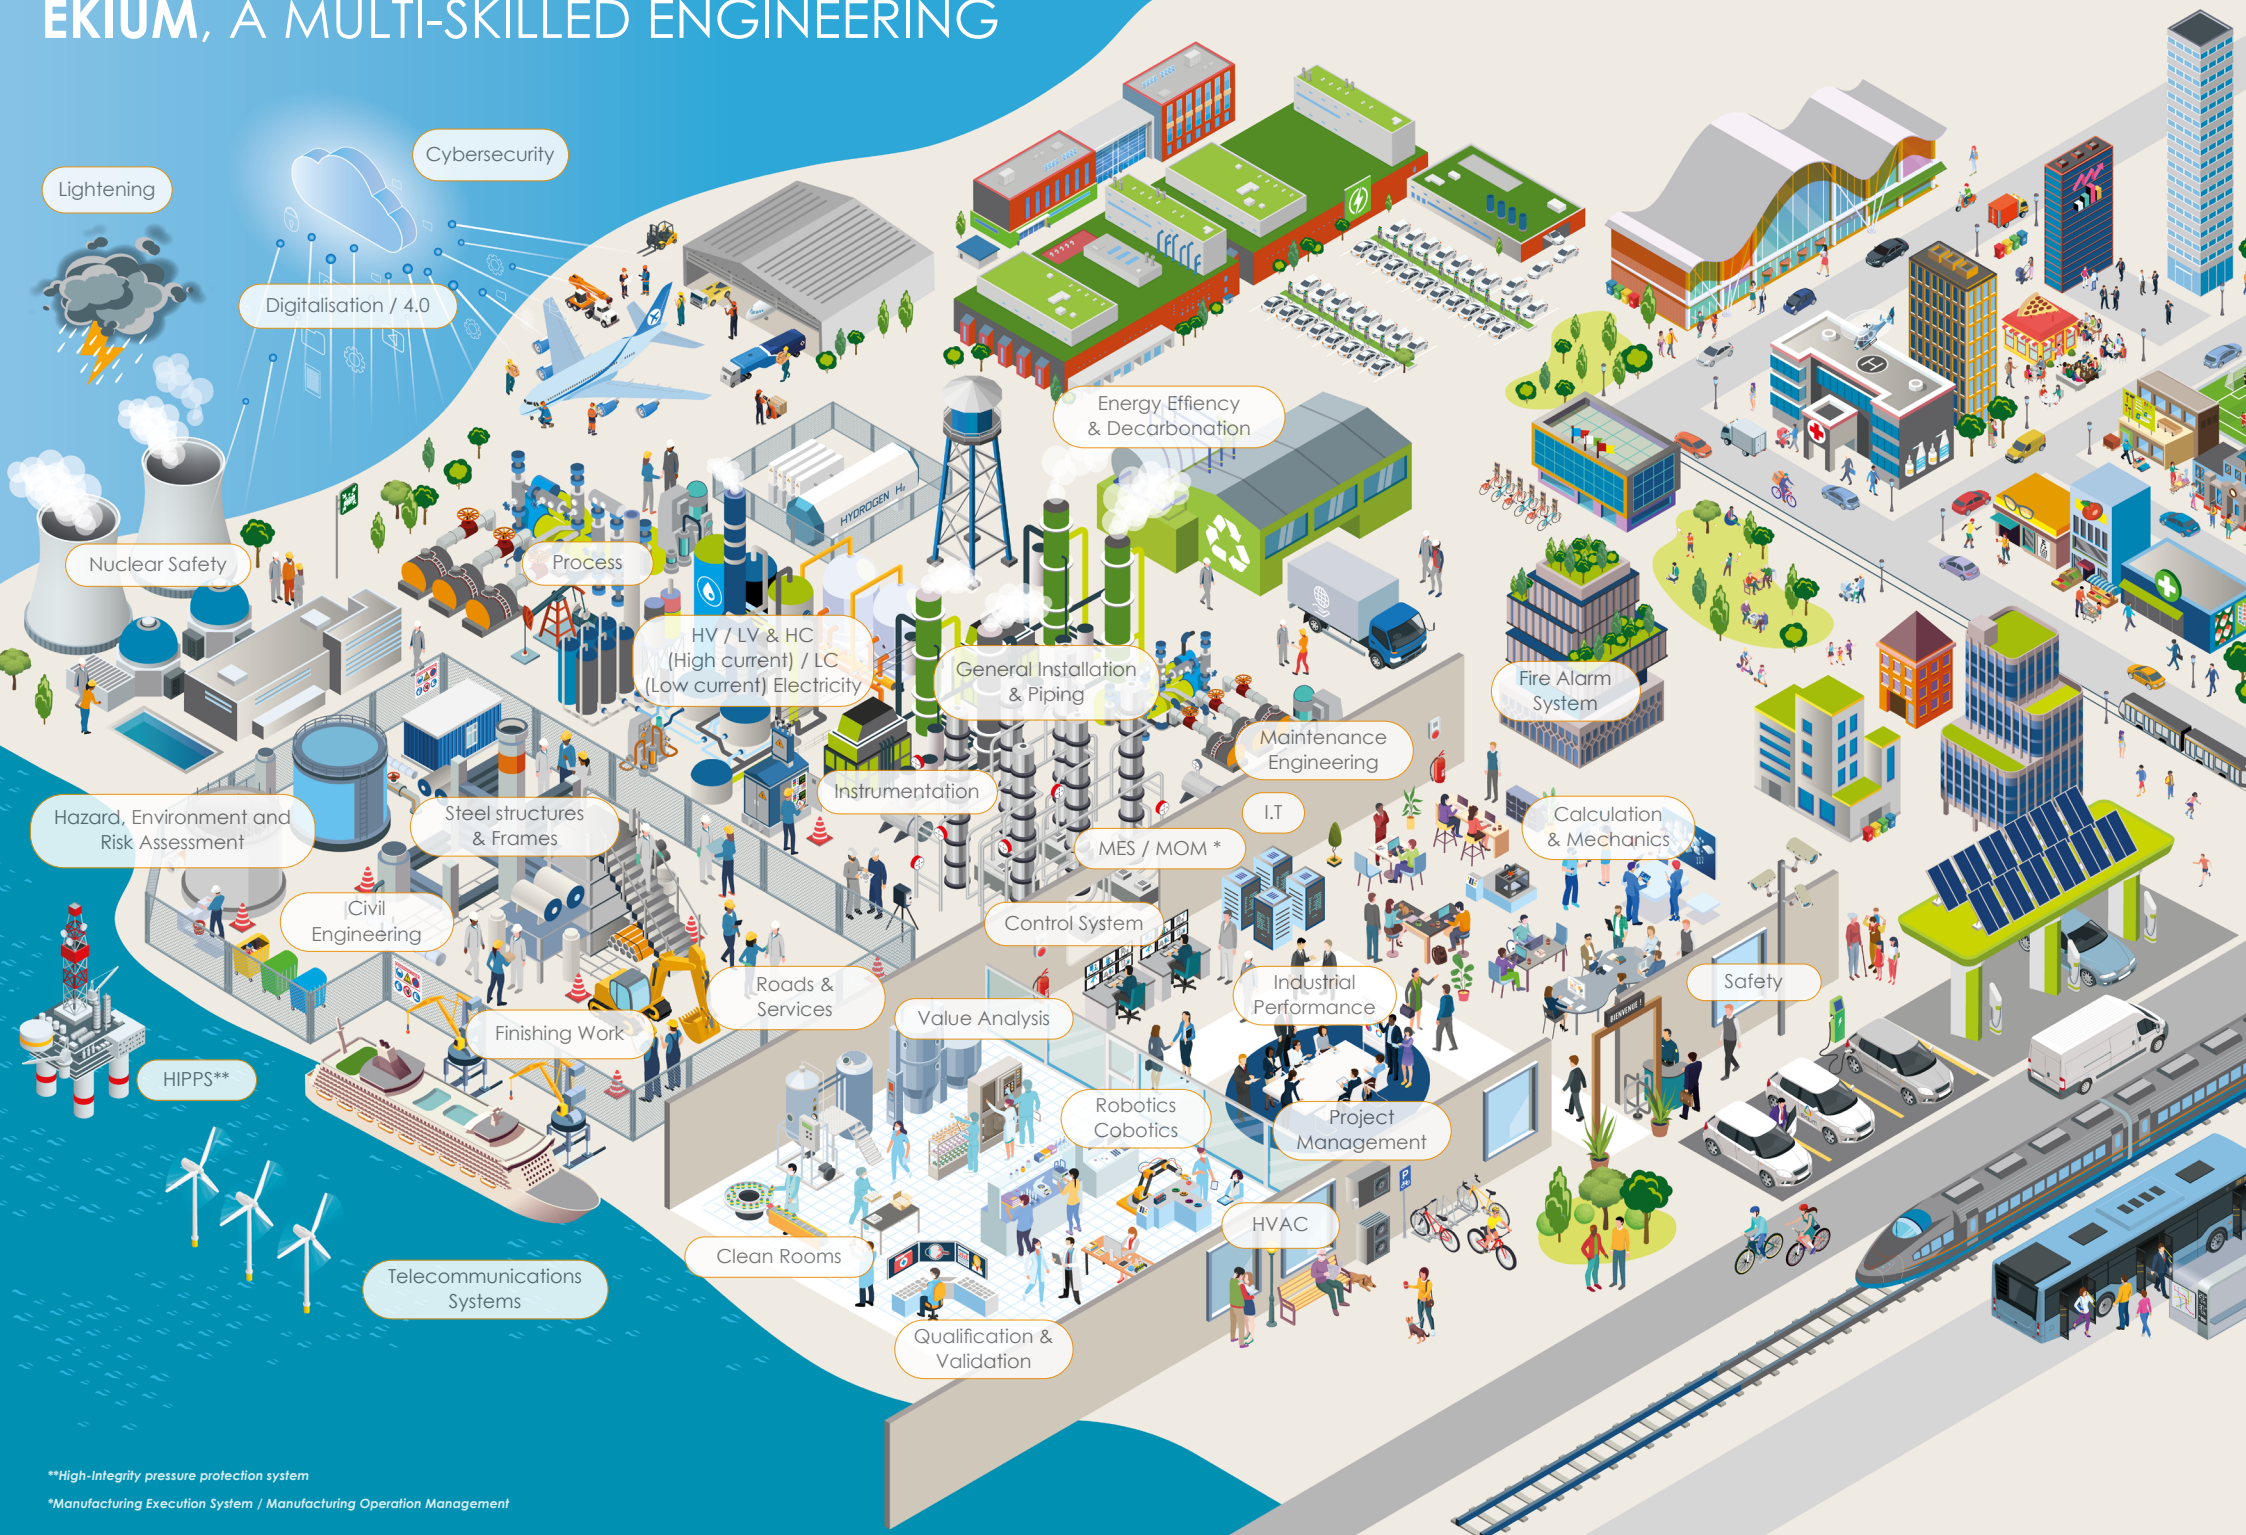 EKIUM, A MULTI-SKILLED ENGINEERING
Cybersecurity
Lightening
Digitalisation / 4.0
Energy Effiency
& Decarbonation
HYDROGEN H₂
Nuclear Safety
Process
HV / LV & HC
(High current) / LC
(Low current) Electricity
General Installation
& Piping
Fire Alarm
System
Maintenance
Engineering
Instrumentation
I.T
Hazard, Environment and
Risk Assessment
Steel structures
& Frames
Calculation
& Mechanics
MES / MOM *
Civil
Engineering
Control System
Safety
Roads &
Services
Industrial
Performance
BIENVENUE !
Value Analysis
Finishing Work
HIPPS**
Robotics
Cobotics
Project
Management
P
HVAC
Clean Rooms
Telecommunications
Systems
Qualification &
Validation
**High-Integrity pressure protection system
*Manufacturing Execution System / Manufacturing Operation Management
H